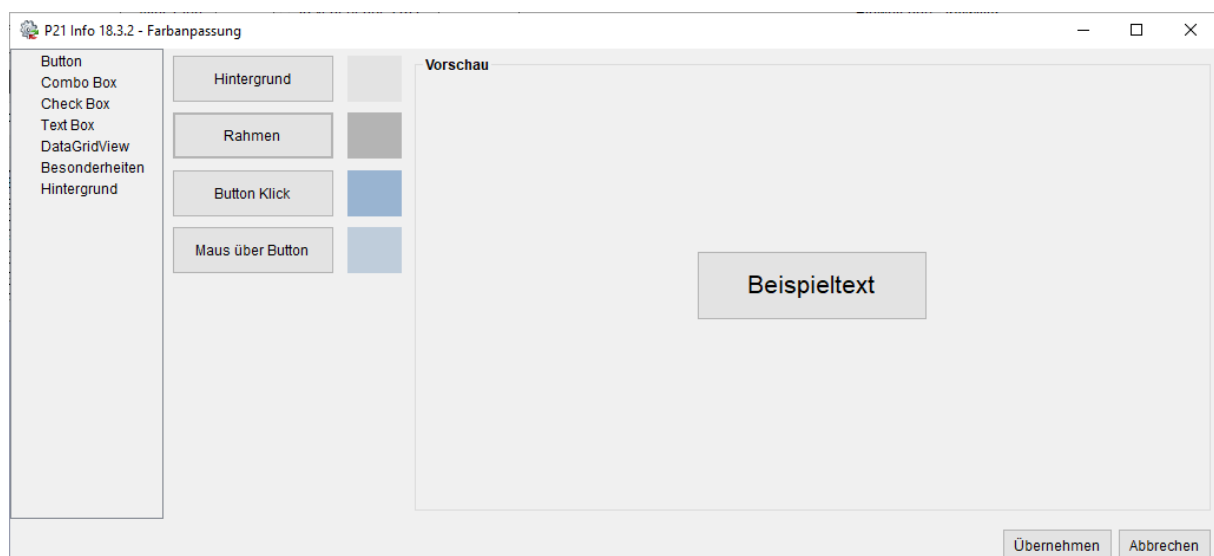 P21 Info 18.3.2 - Farbanpassung
Button
Combo Box
Check Box
Text Box
DataGridView
Besonderheiten
Hintergrund
Hintergrund
Rahmen
Button Klick
Maus über Button
Vorschau
Beispieltext
Übernehmen
Abbrechen